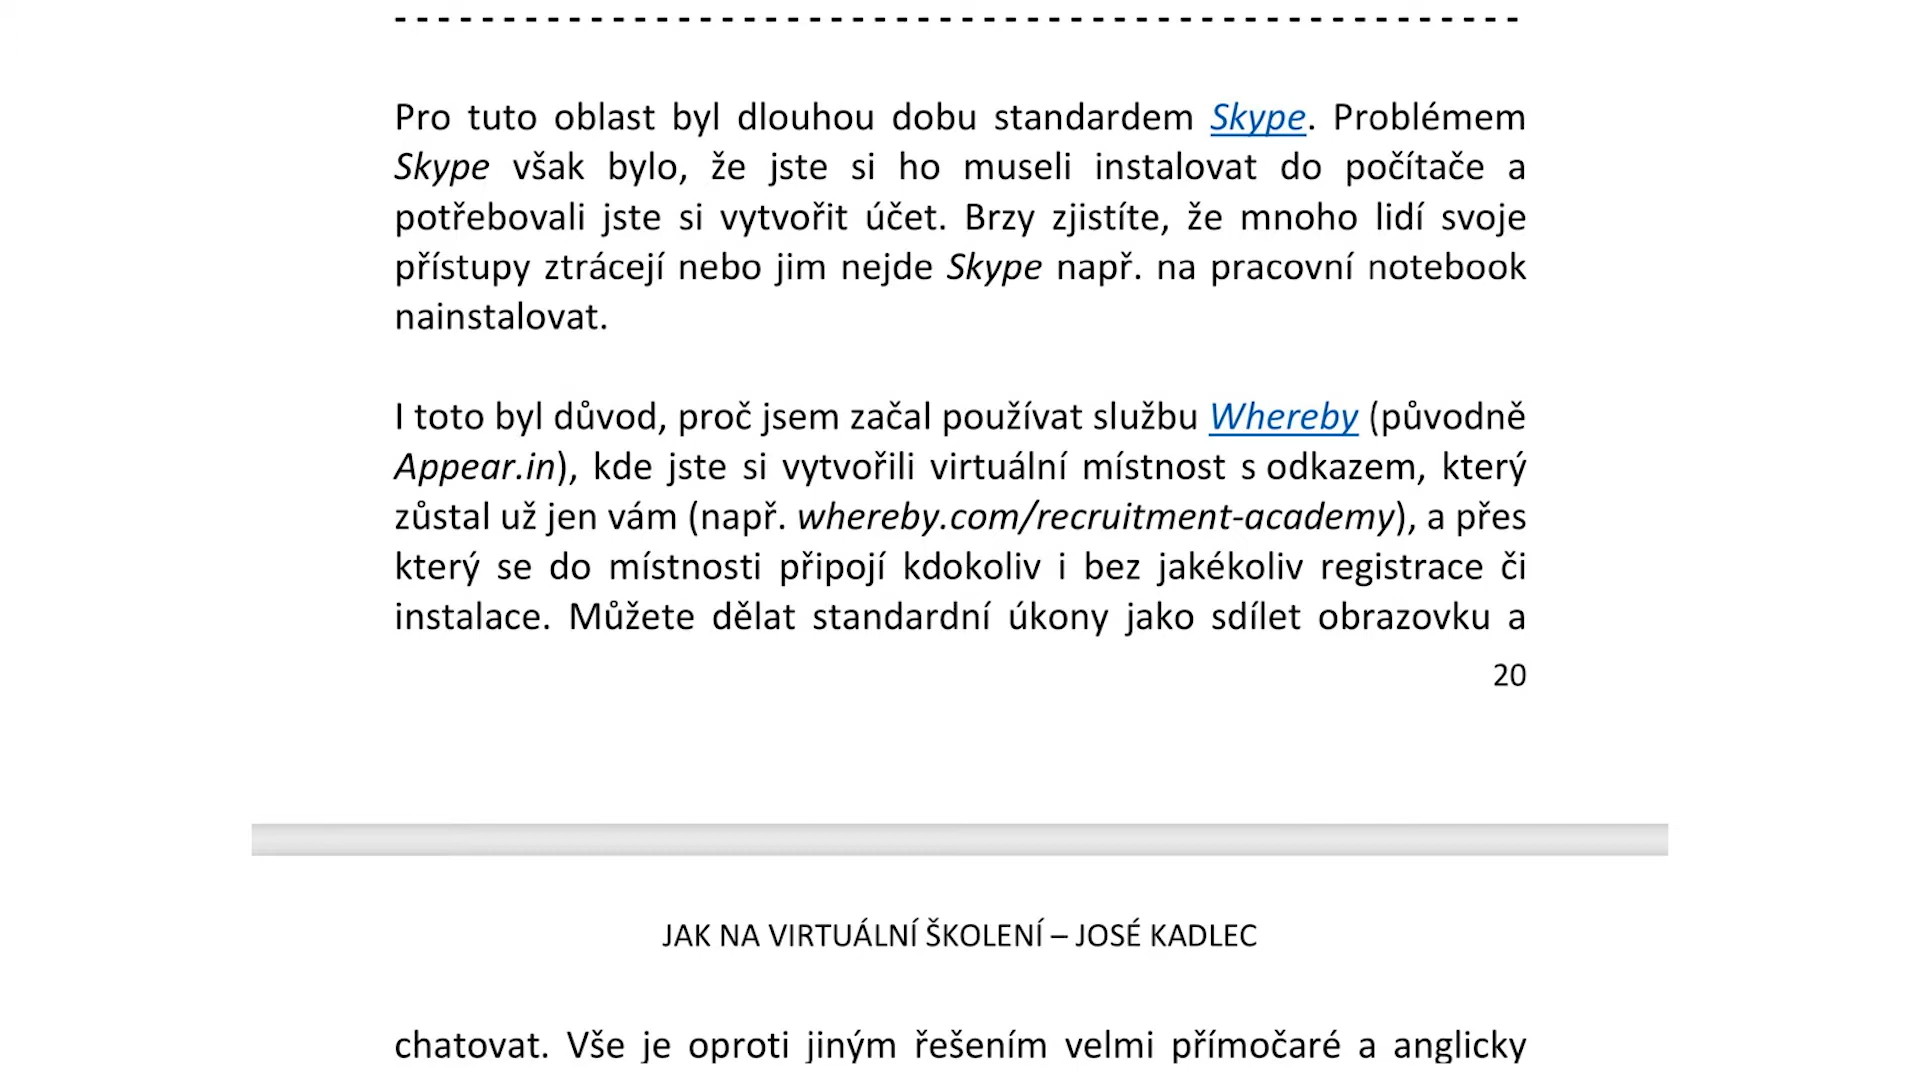 Pro tuto oblast byl dlouhou dobu standardem Skype. Problémem
Skype však bylo, že jste si ho museli instalovat do počítače a
potřebovali jste si vytvořit účet. Brzy zjistíte, že mnoho lidí svoje
přístupy ztrácejí nebo jim nejde Skype např. na pracovní notebook
nainstalovat.
I toto byl důvod, proč jsem začal používat službu Whereby (původně
Appear.in), kde jste si vytvořili virtuální místnost s odkazem, který
zůstal už jen vám (např. whereby.com/recruitment-academy), a přes
který se do místnosti připojí kdokoliv i bez jakékoliv registrace či
instalace. Můžete dělat standardní úkony jako sdílet obrazovku a
20
JAK NA VIRTUÁLNÍ ŠKOLENÍ – JOSÉ KADLEC
chatovat. Vše je oproti jiným řešením velmi přímočaré a anglicky